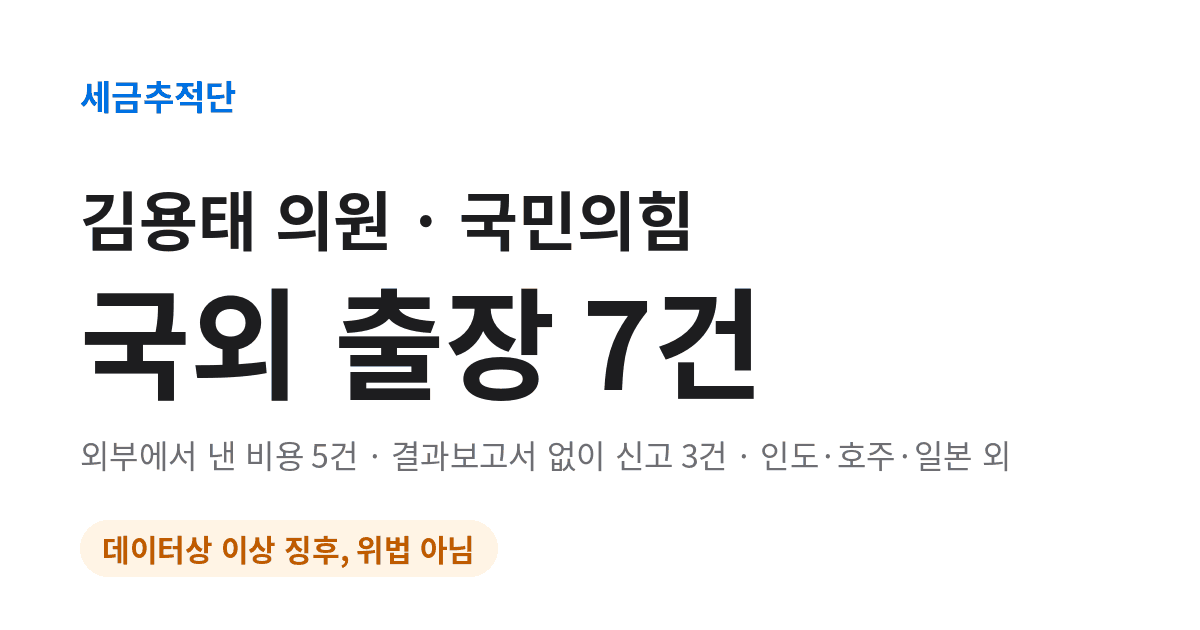 세금추적단
김용태 의원 · 국민의힘
국외 출장 7건
외부에서 낸 비용 5건 · 결과보고서 없이 신고 3건 · 인도·호주·일본 외
데이터상 이상 징후, 위법 아님